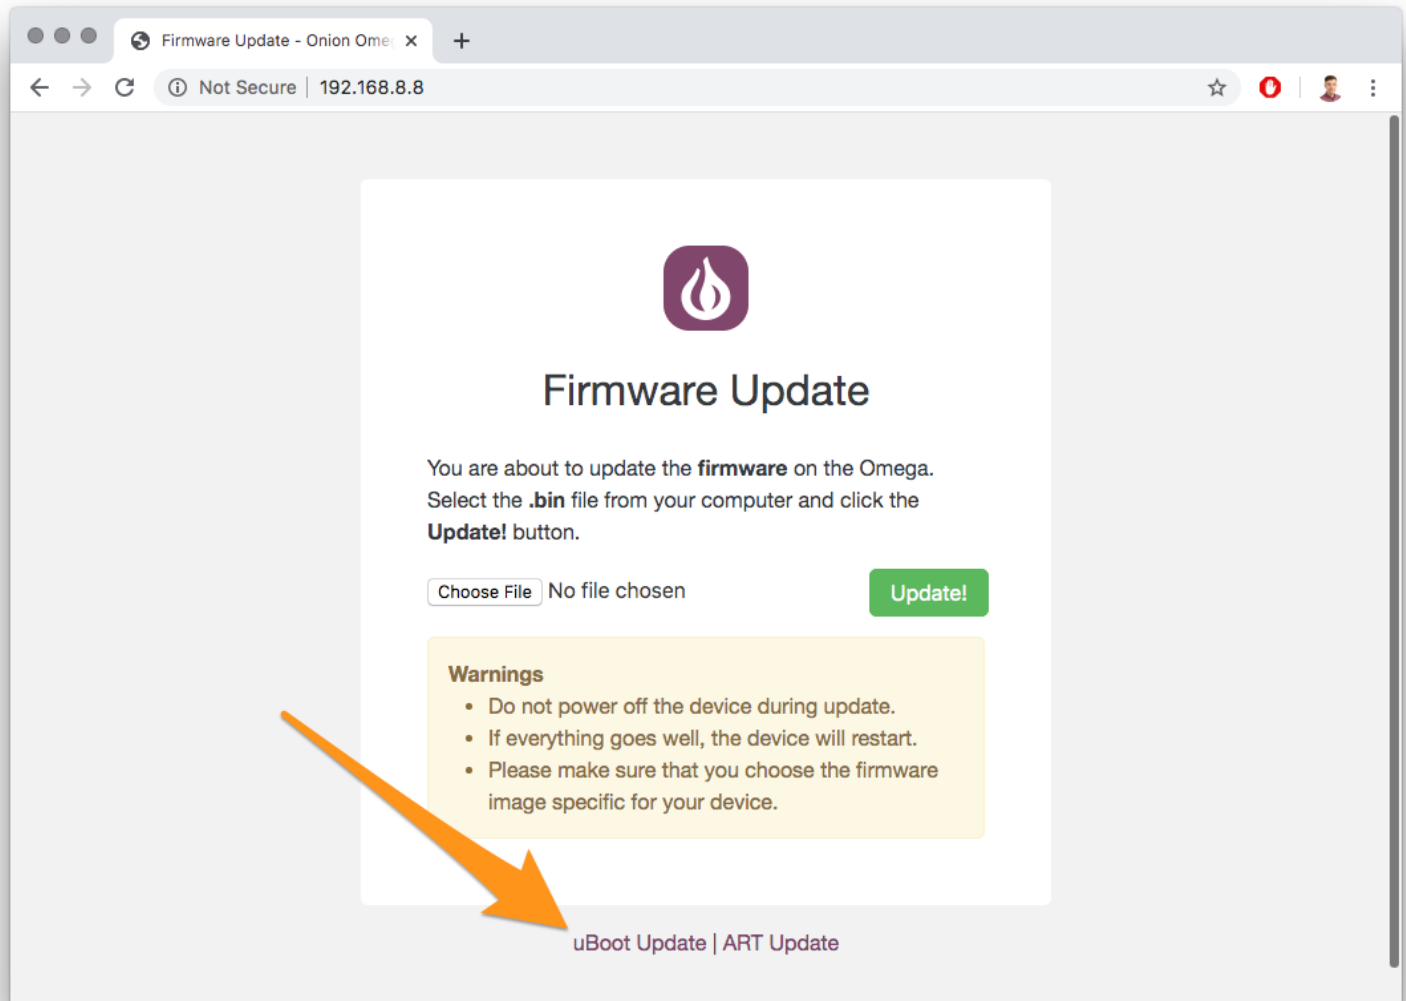 Firmware Update - Onion Ome
Not Secure | 192.168.8.8
Firmware Update
You are about to update the firmware on the Omega.
Select the .bin file from your computer and click the
Update! button.
Choose File No file chosen
Update!
Warnings
• Do not power off the device during update.
• If everything goes well, the device will restart.
• Please make sure that you choose the firmware
image specific for your device.
uBoot Update | ART Update